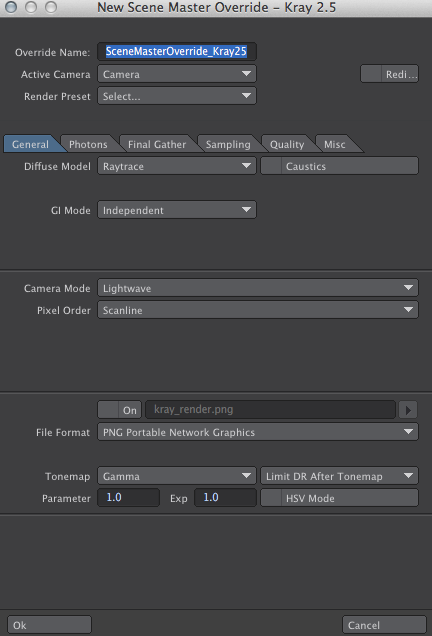 New Scene Master Override – Kray 2.5
Override Name: SceneMasterOverride_Kray25
Active Camera Camera Redi...
Render Preset Select...
General Photons Final Gather Sampling Quality Misc
Diffuse Model Raytrace Caustics
GI Mode Independent
Camera Mode Lightwave
Pixel Order Scanline
On kray_render.png
File Format PNG Portable Network Graphics
Tonemap Gamma Limit DR After Tonemap
Parameter 1.0 Exp 1.0 HSV Mode
Ok Cancel